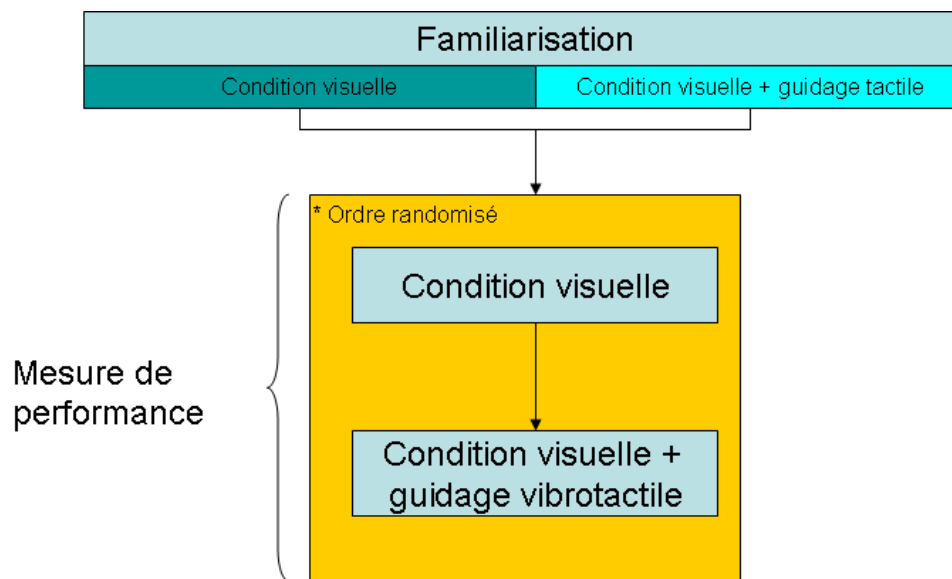 Familiarisation
Condition visuelle
Condition visuelle + guidage tactile
* Ordre randomisé
Condition visuelle
Mesure de
performance
Condition visuelle +
guidage vibrotactile